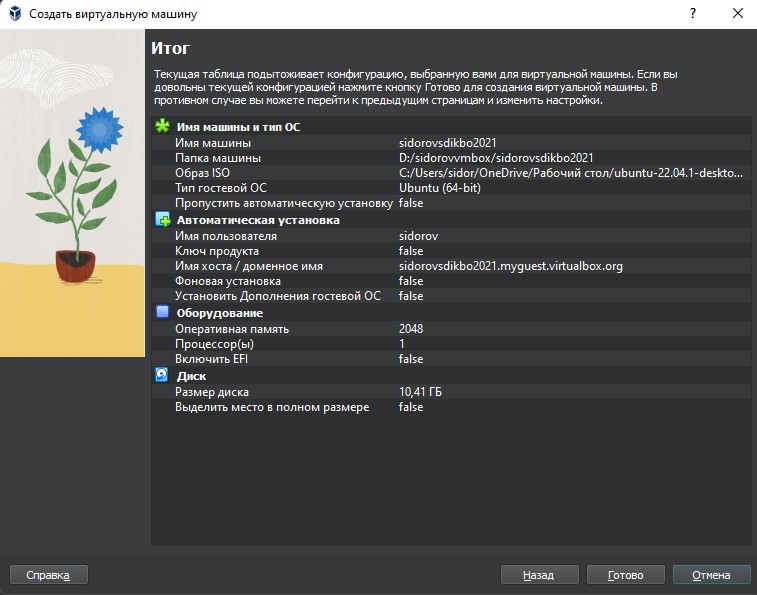 Создать виртуальную машину
?
Итог
Текущая таблица подытоживает конфигурацию, выбранную вами для виртуальной машины. Если вы
довольны текущей конфигурацией нажмите кнопку Готово для создания виртуальной машины. В
противном случае вы можете перейти к предыдущим страницам и изменить настройки.
Имя машины и тип ОС
Имя машины sidorovsdikbo2021
Папка машины D:/sidorovvmbox/sidorovsdikbo2021
Образ ISO C:/Users/sidor/OneDrive/Рабочий стол/ubuntu-22.04.1-deskto...
Тип гостевой ОС Ubuntu (64-bit)
Пропустить автоматическую установку false
Автоматическая установка
Имя пользователя sidorov
Ключ продукта false
Имя хоста / доменное имя sidorovsdikbo2021.myguest.virtualbox.org
Фоновая установка false
Установить Дополнения гостевой ОС false
Оборудование
Оперативная память 2048
Процессор(ы) 1
Включить EFI false
Диск
Размер диска 10,41 ГБ
Выделить место в полном размере false
Справка Назад Готово Отмена